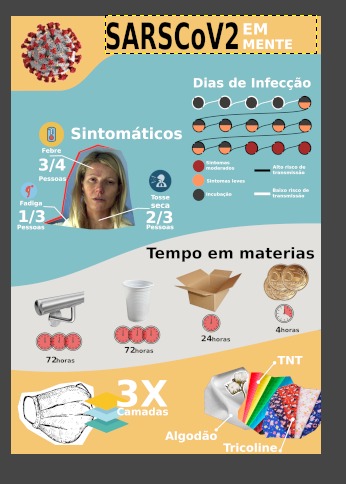 SARSCoV2 EM
MENTE
Dias de Infecção
Sintomáticos
Febre
3/4
Pessoas
Fadiga
1/3
Pessoas
Tosse
seca
2/3
Pessoas
Sintomas
moderados
Sintomas leves
Incubação
Alto risco de
transmissão
Baixo risco de
transmissão
Tempo em materias
72horas
72horas
24horas
4horas
3X
Camadas
TNT
Algodão
Tricoline